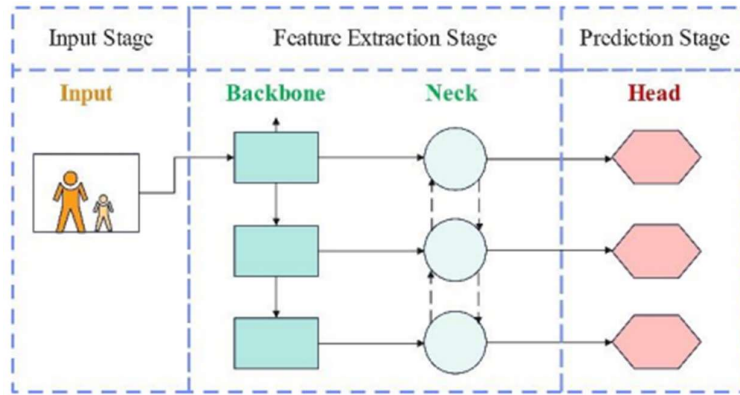 Input Stage
Feature Extraction Stage
Prediction Stage
Input
Backbone
Neck
Head